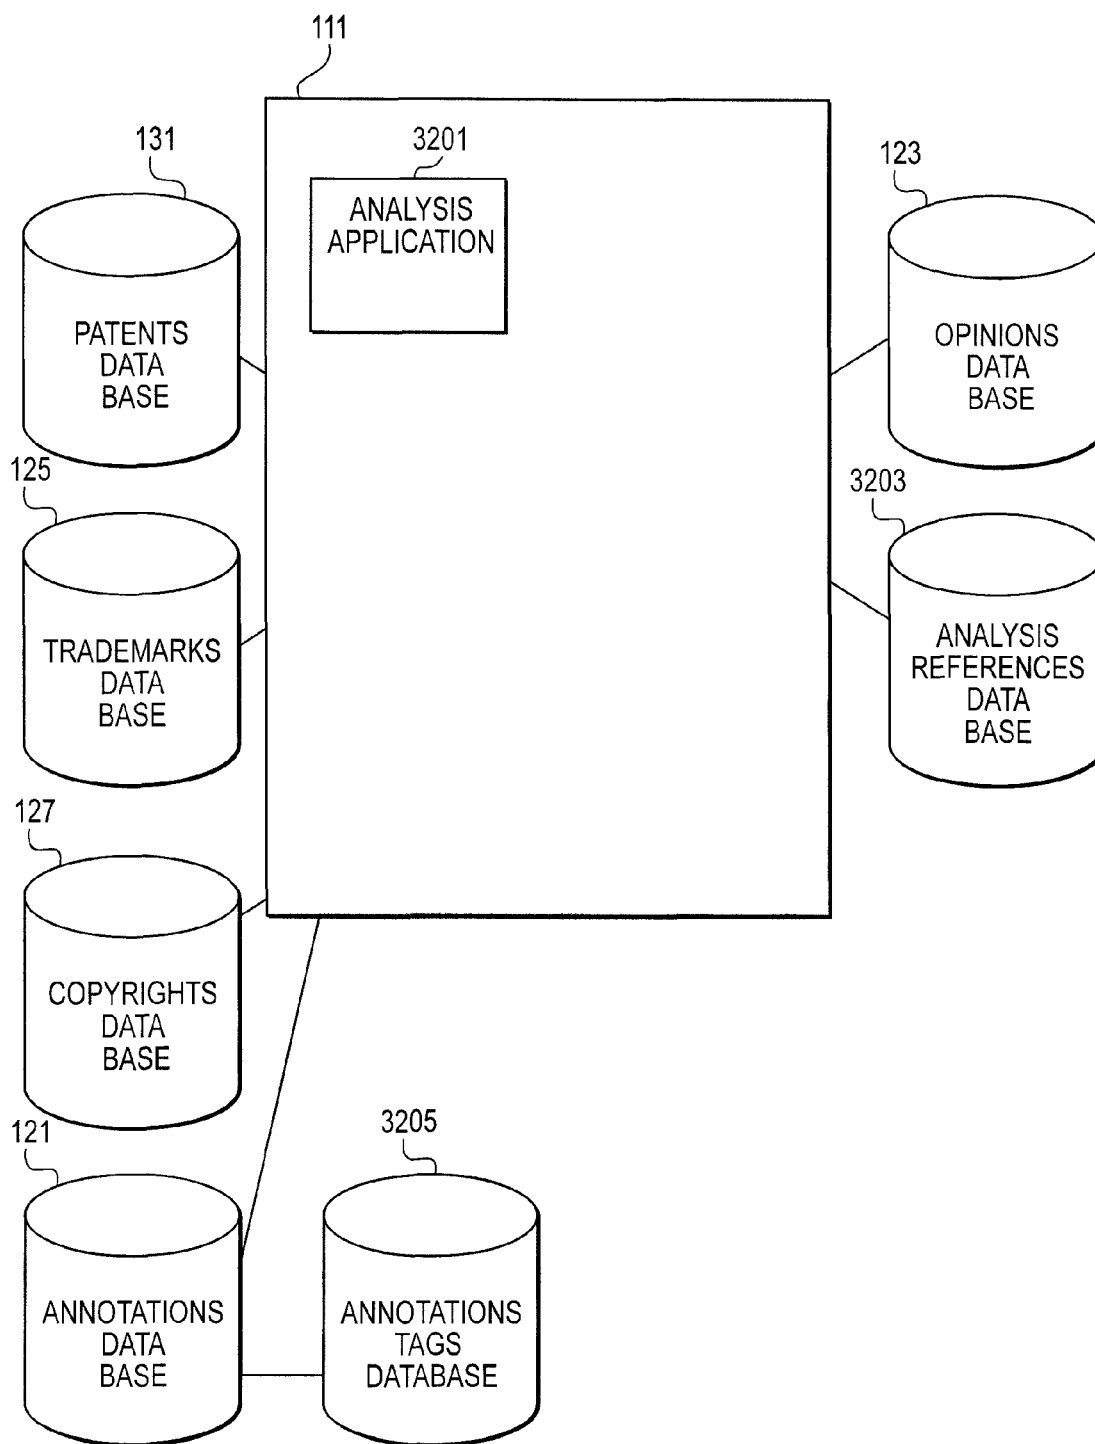 111
131
3201
123
ANALYSIS
APPLICATION
PATENTS
DATA
BASE
OPINIONS
DATA
BASE
125
3203
TRADEMARKS
DATA
BASE
ANALYSIS
REFERENCES
DATA
BASE
127
COPYRIGHTS
DATA
BASE
121
3205
ANNOTATIONS
DATA
BASE
ANNOTATIONS
TAGS
DATABASE